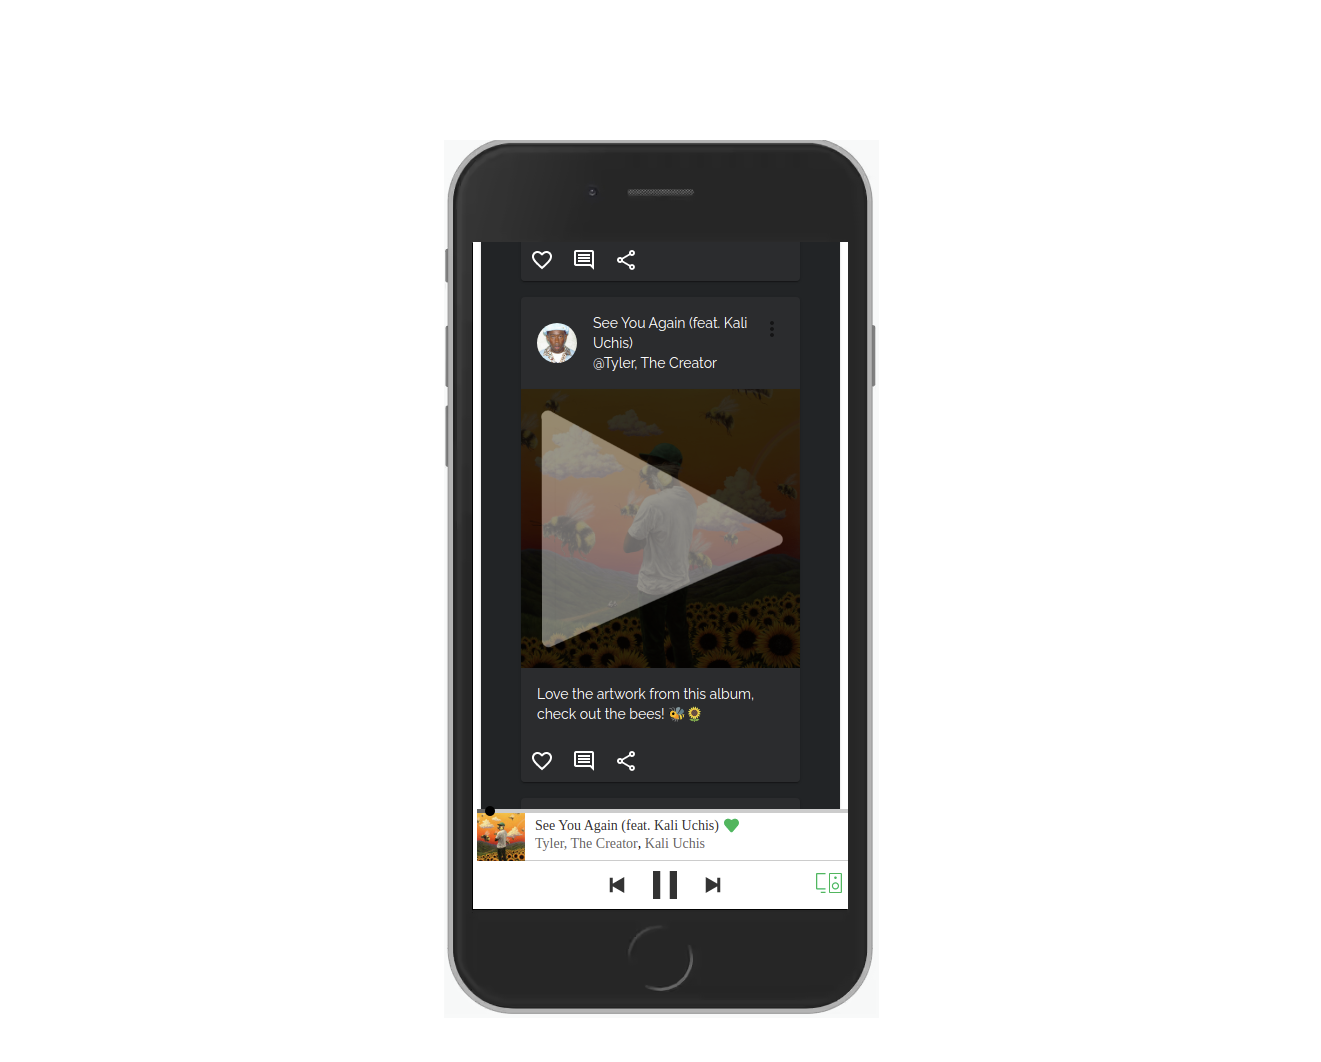 See You Again (feat. Kali
Uchis)
@Tyler, The Creator
Love the artwork from this album,
check out the bees! 🐝🌻
See You Again (feat. Kali Uchis)
Tyler, The Creator, Kali Uchis